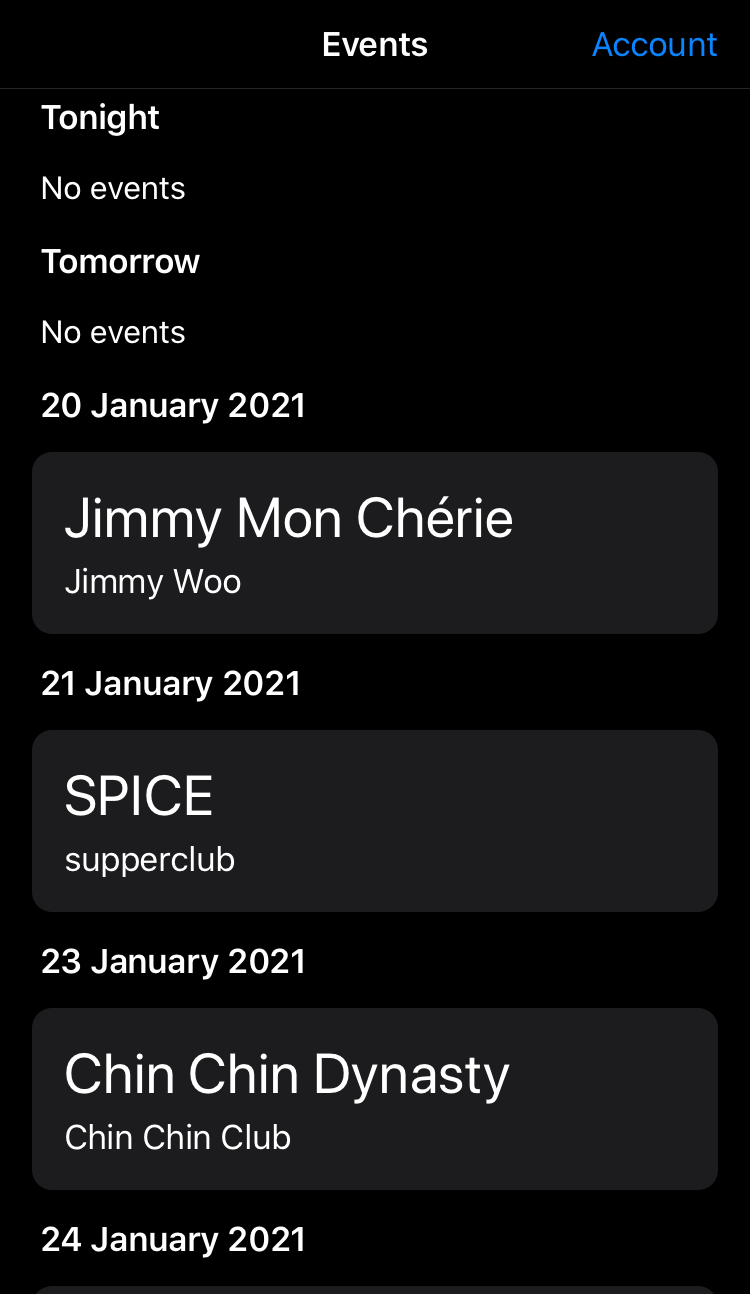 Events
Account
Tonight
No events
Tomorrow
No events
20 January 2021
Jimmy Mon Chérie
Jimmy Woo
21 January 2021
SPICE
supperclub
23 January 2021
Chin Chin Dynasty
Chin Chin Club
24 January 2021